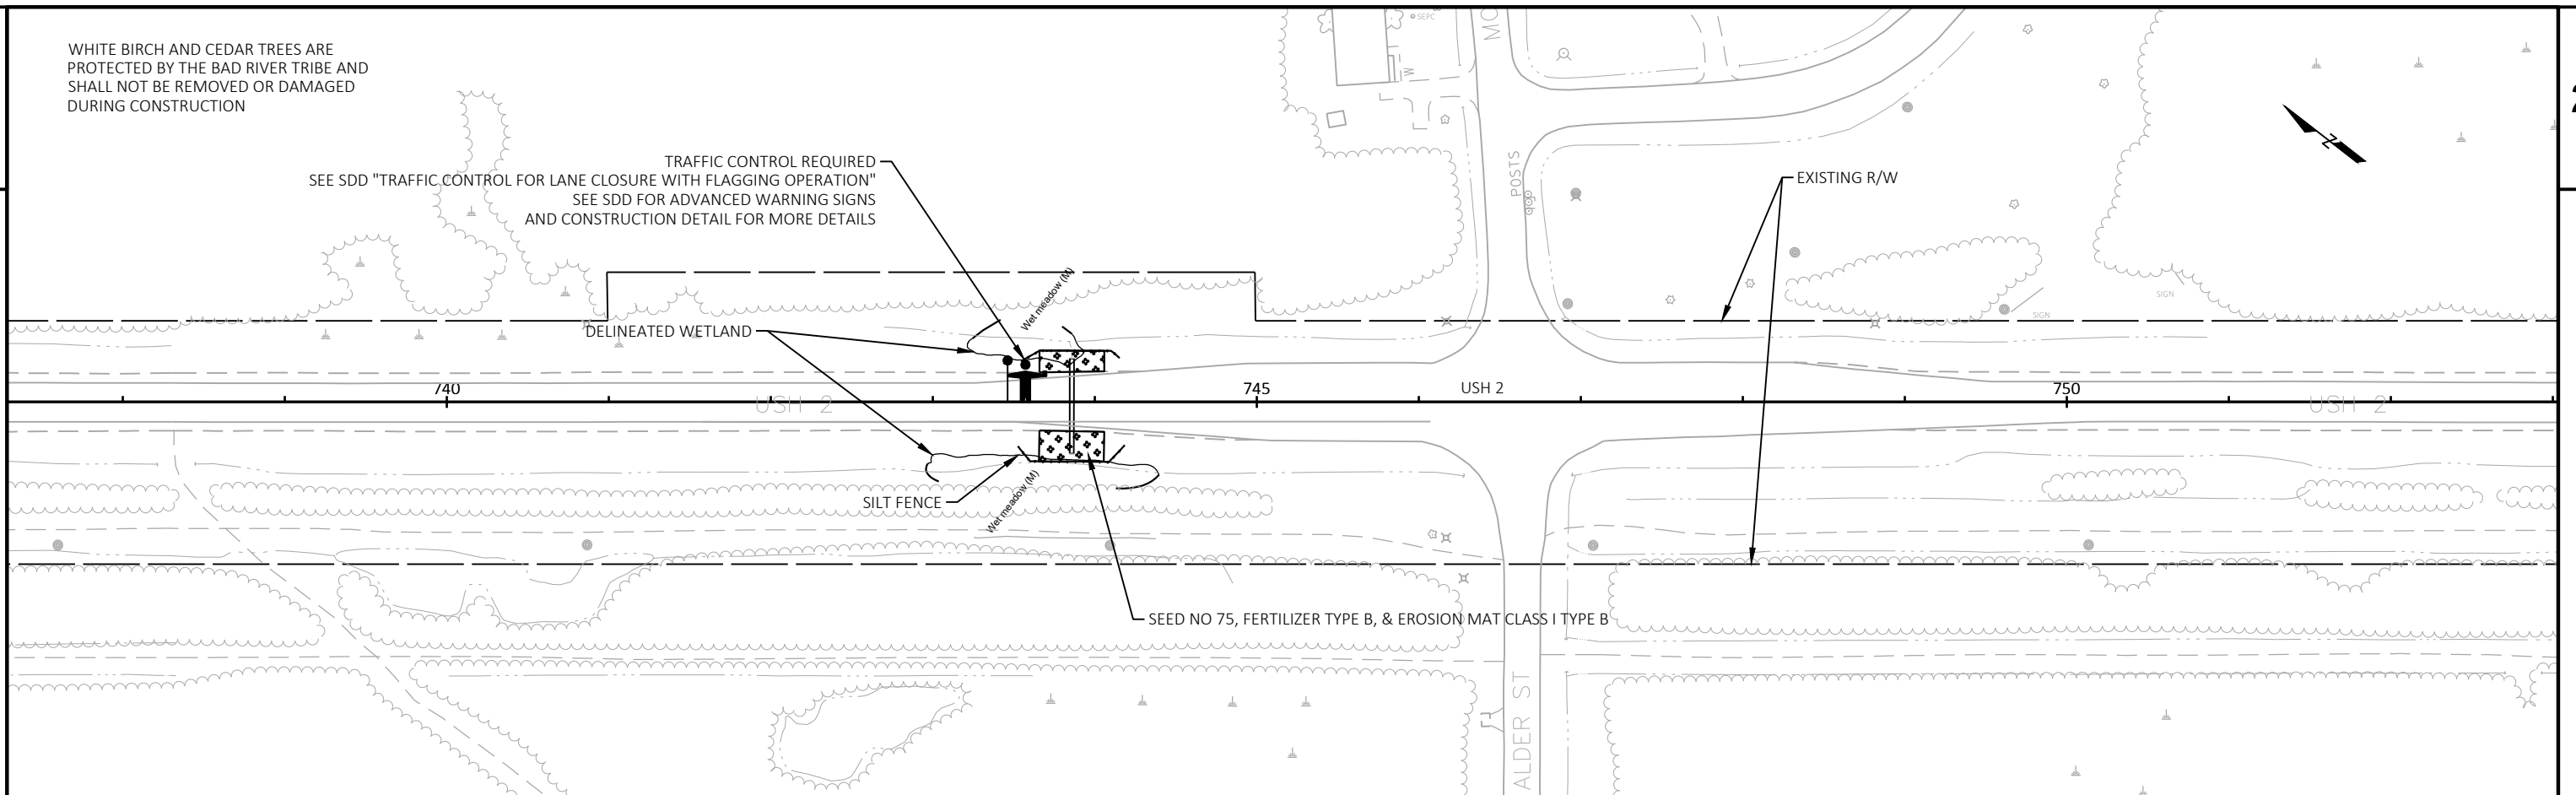 WHITE BIRCH AND CEDAR TREES ARE
PROTECTED BY THE BAD RIVER TRIBE AND
SHALL NOT BE REMOVED OR DAMAGED
DURING CONSTRUCTION
SEPC
MO
W
2
TRAFFIC CONTROL REQUIRED
SEE SDD "TRAFFIC CONTROL FOR LANE CLOSURE WITH FLAGGING OPERATION"
SEE SDD FOR ADVANCED WARNING SIGNS
AND CONSTRUCTION DETAIL FOR MORE DETAILS
POSTS
EXISTING R/W
Z
Wet meadow (M)
SIGN
SIGN
DELINEATED WETLAND
740
745
USH 2
750
USH 2
USH 2
SILT FENCE
Wet meadow (M)
SEED NO 75, FERTILIZER TYPE B, & EROSION MAT CLASS I TYPE B
ALDER ST